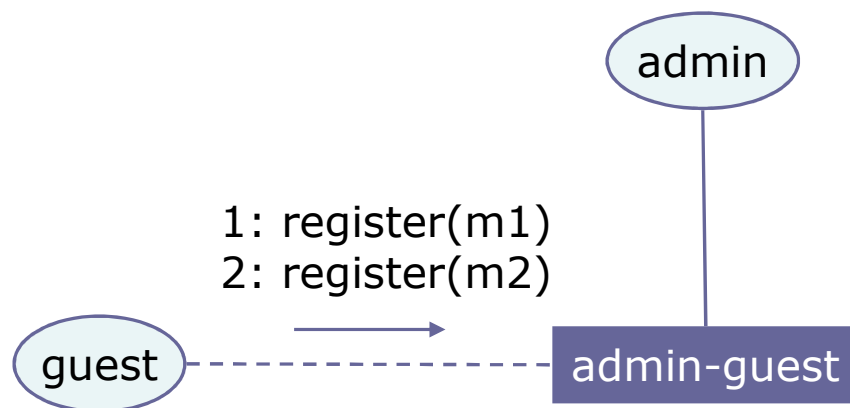 admin
1: register(m1)
2: register(m2)
guest
admin-guest